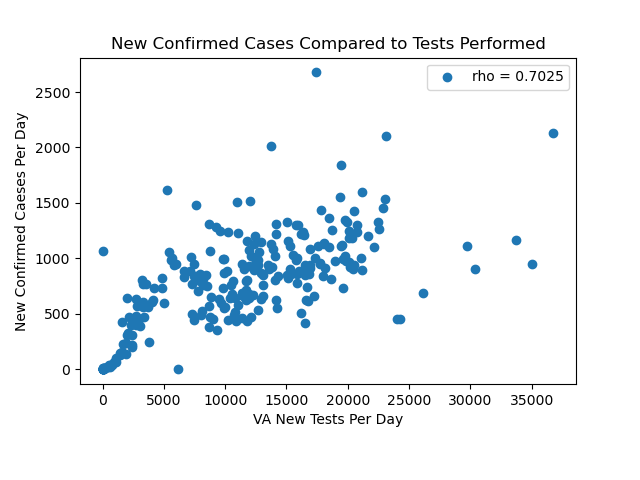 New Confirmed Cases Compared to Tests Performed
rho = 0.7025
New Confirmed Caeses Per Day
2500
2000
1500
1000
500
0
0 5000 10000 15000 20000 25000 30000 35000
VA New Tests Per Day